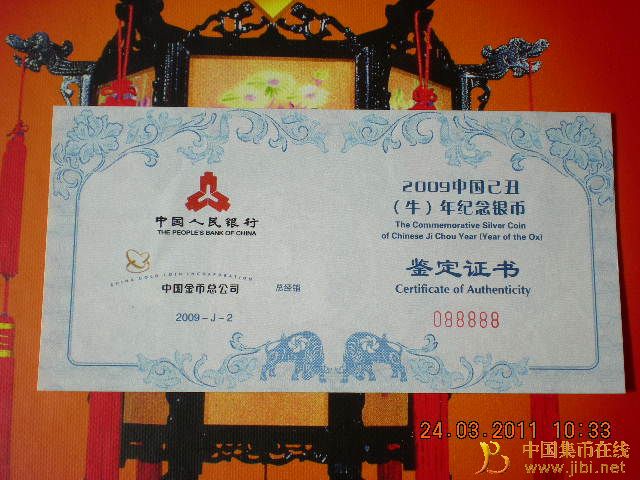 中国人民银行
THE PEOPLE'S BANK OF CHINA
CHINA GOLD COIN INCORPORATION
中国金币总公司 总经销
2009-J-2
2009中国己丑
（牛）年纪念银币
The Commemorative Silver Coin
of Chinese Ji Chou Year (Year of the Ox)
鉴定证书
Certificate of Authenticity
088888
24.03.2011 10:33
中国集币在线
www.jibi.net